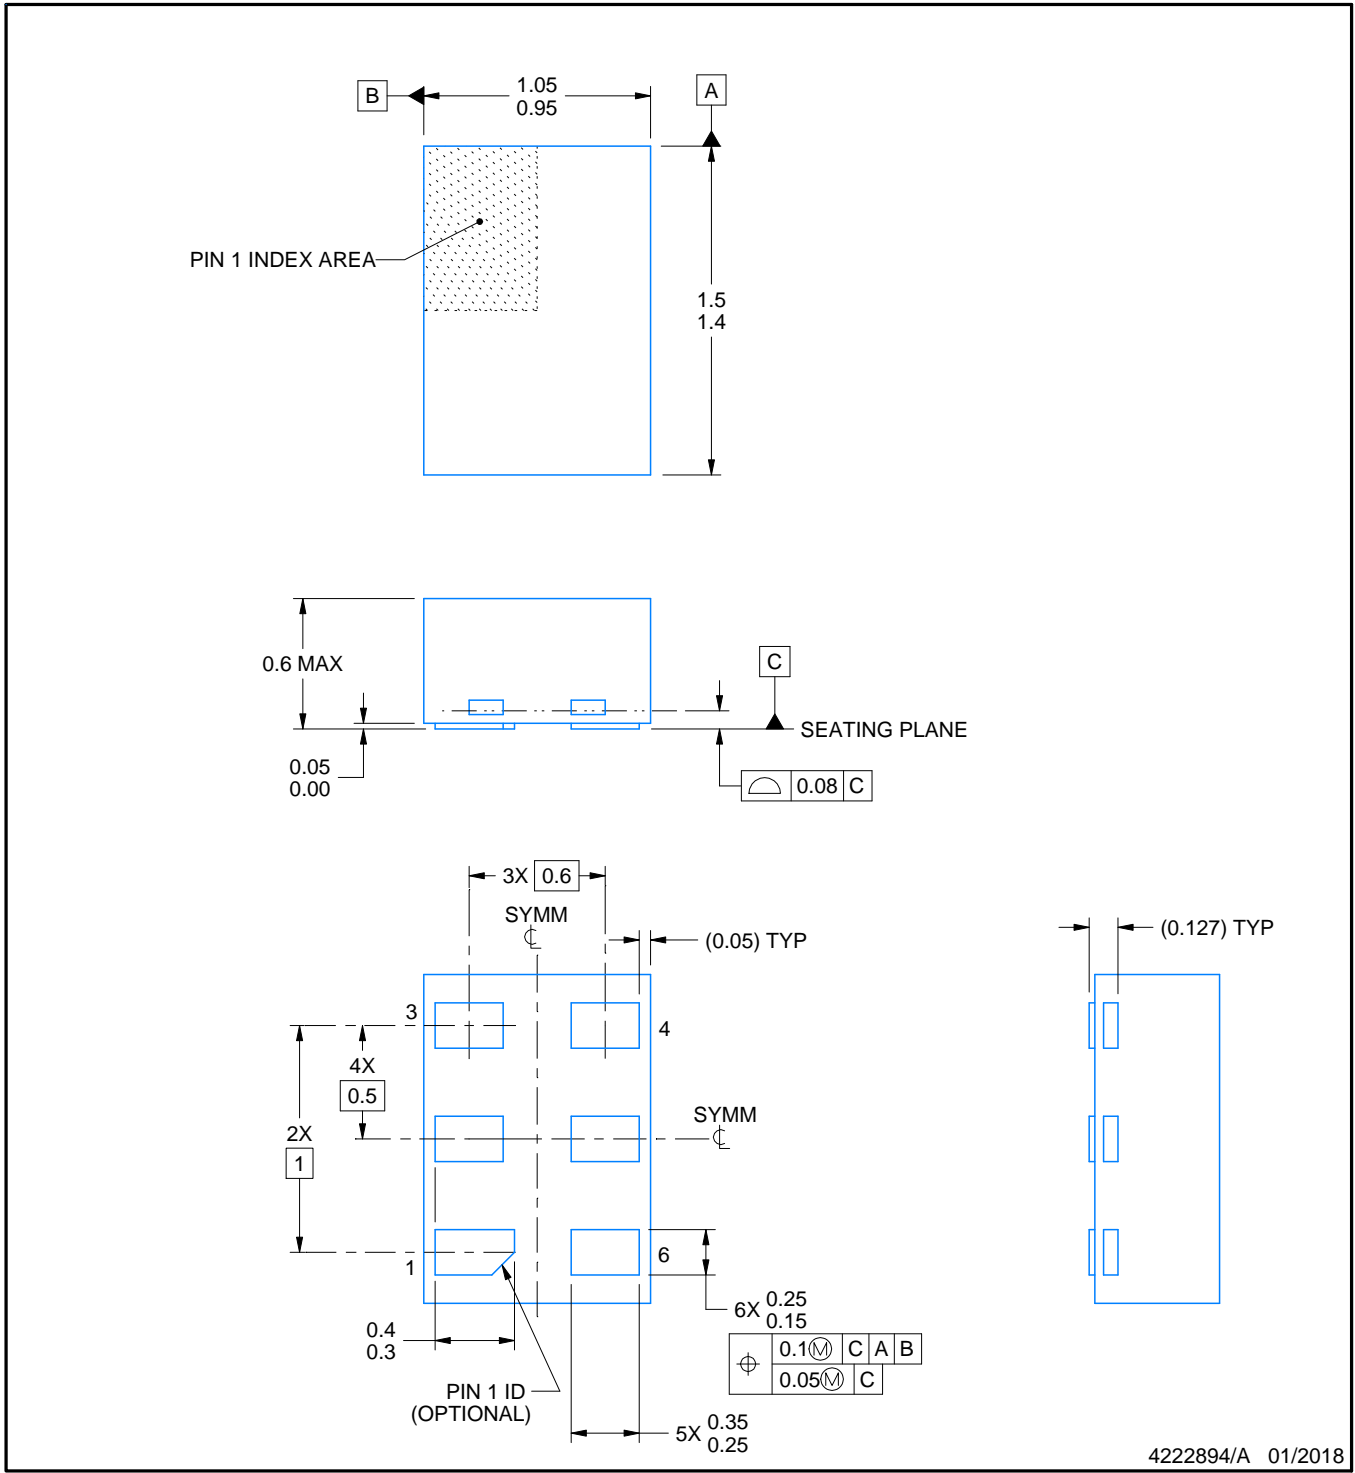 B
1.05
0.95
A
PIN 1 INDEX AREA
1.5
1.4
0.6 MAX
C
SEATING PLANE
0.05
0.00
0.08 C
3X 0.6
SYMM
(0.05) TYP
(0.127) TYP
3
4
4X
0.5
SYMM
2X
1
1
6
6X 0.25
0.15
0.4
0.3
0.1Ⓜ C A B
0.05Ⓜ C
PIN 1 ID
(OPTIONAL)
5X 0.35
0.25
4222894/A 01/2018